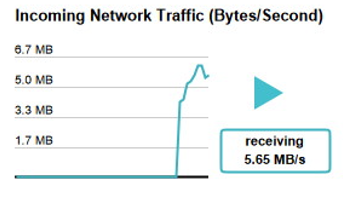 Incoming Network Traffic (Bytes/Second)
6.7 MB
5.0 MB
3.3 MB
1.7 MB
receiving
5.65 MB/s